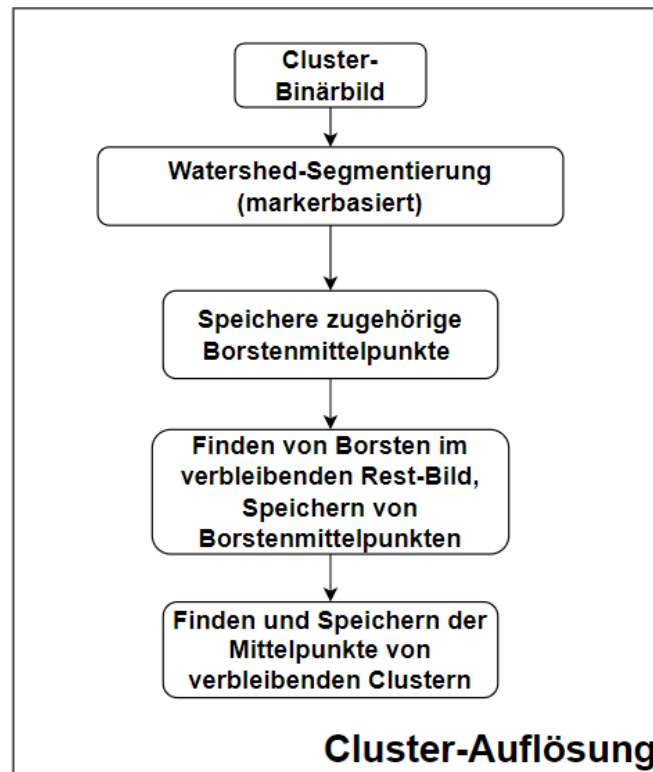 Cluster-
Binärbild
Watershed-Segmentierung
(markerbasiert)
Speichere zugehörige
Borstenmittelpunkte
Finden von Borsten im
verbleibenden Rest-Bild,
Speichern von
Borstenmittelpunkten
Finden und Speichern der
Mittelpunkte von
verbleibenden Clustern
Cluster-Auflösung